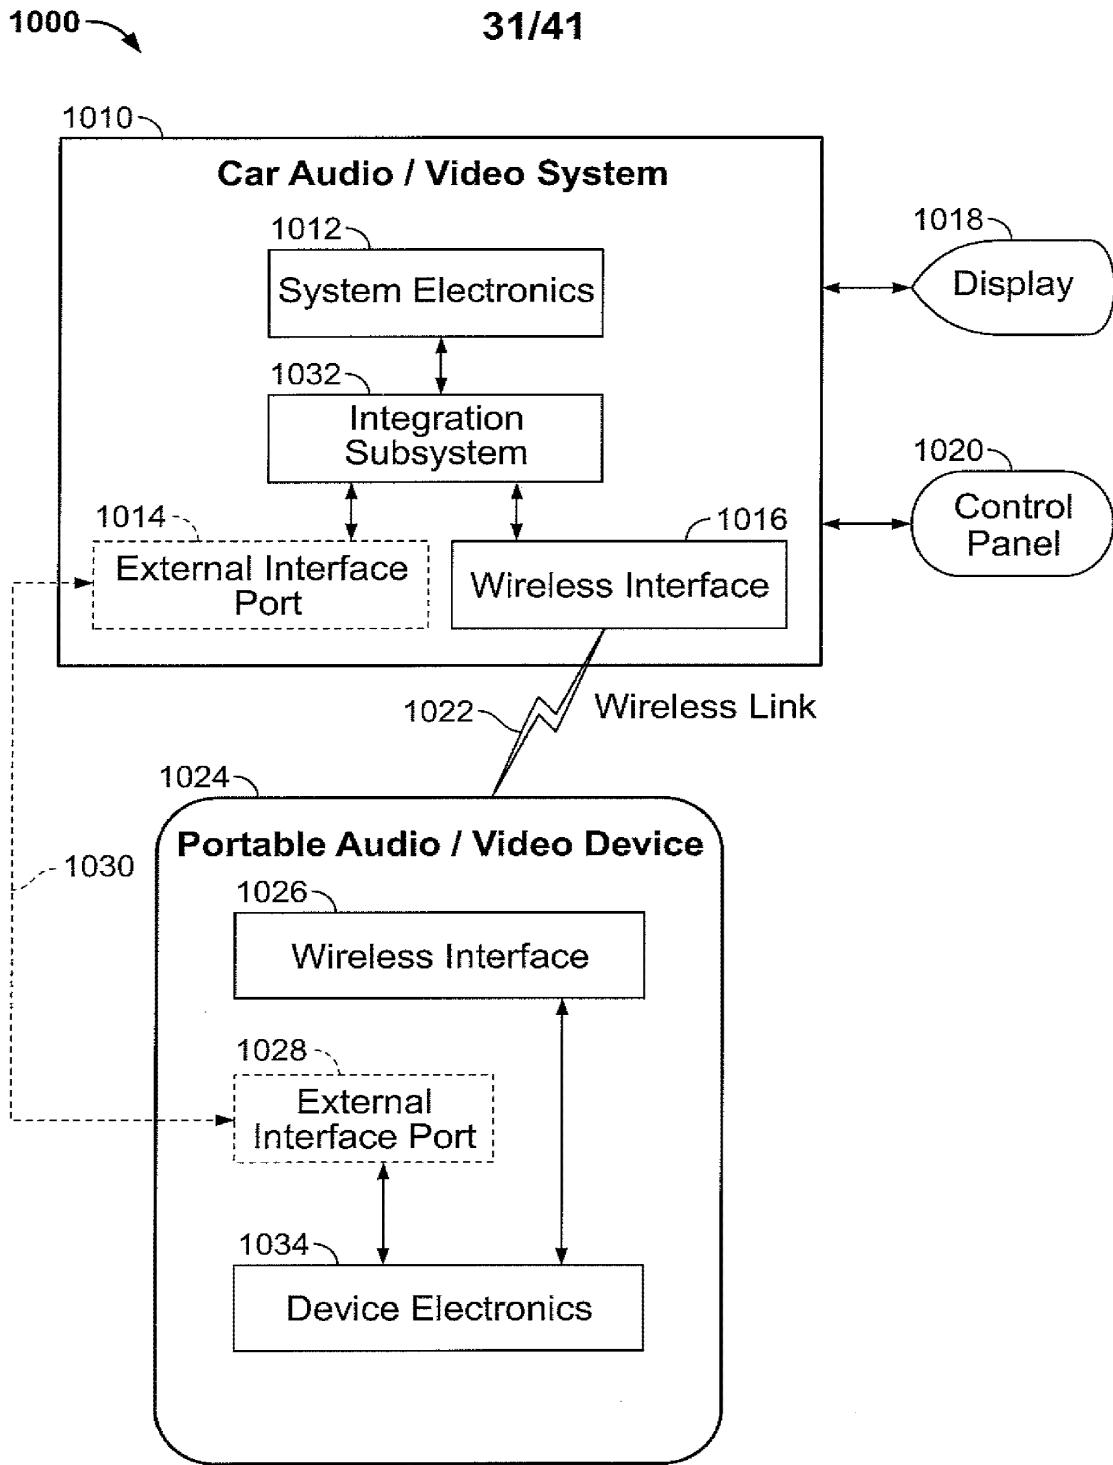 1000
31/41
1010
Car Audio / Video System
1012
System Electronics
1018
Display
1032
Integration
Subsystem
1020
Control
Panel
1014
External Interface
Port
1016
Wireless Interface
1022
Wireless Link
1024
Portable Audio / Video Device
1030
1026
Wireless Interface
1028
External
Interface Port
1034
Device Electronics